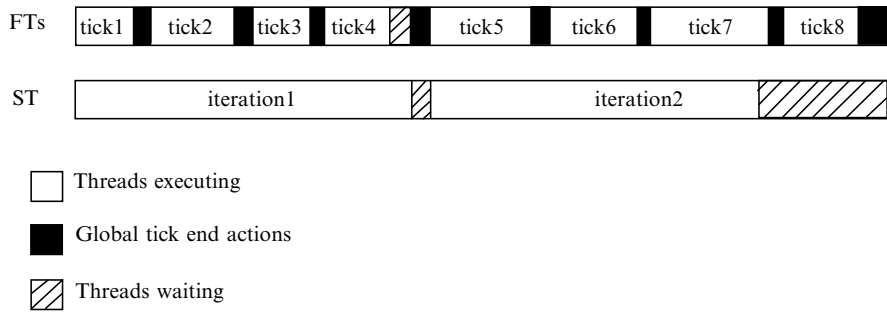 FTs tick1 tick2 tick3 tick4 tick5 tick6 tick7 tick8
ST iteration1 iteration2
Threads executing
Global tick end actions
Threads waiting